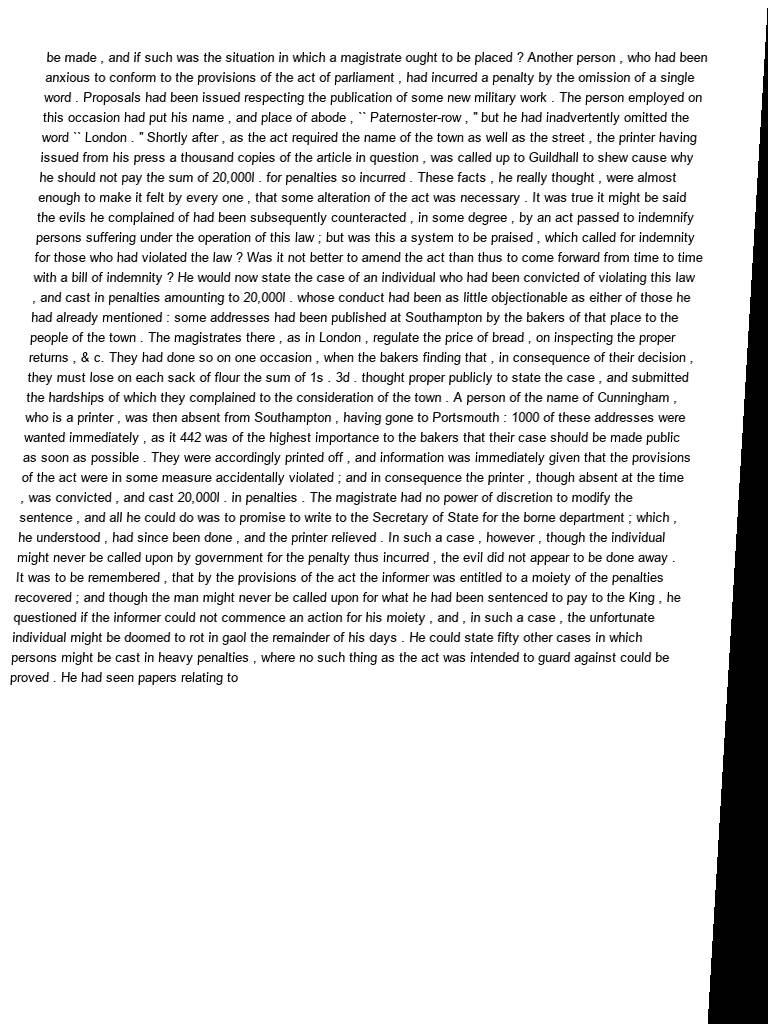 be made , and if such was the situation in which a magistrate ought to be placed ? Another person , who had been
anxious to conform to the provisions of the act of parliament , had incurred a penalty by the omission of a single
word . Proposals had been issued respecting the publication of some new military work . The person employed on
this occasion had put his name , and place of abode , `` Paternoster-row , " but he had inadvertently omitted the
word `` London . " Shortly after , as the act required the name of the town as well as the street , the printer having
issued from his press a thousand copies of the article in question , was called up to Guildhall to shew cause why
he should not pay the sum of 20,000l . for penalties so incurred . These facts , he really thought , were almost
enough to make it felt by every one , that some alteration of the act was necessary . It was true it might be said
the evils he complained of had been subsequently counteracted , in some degree , by an act passed to indemnify
persons suffering under the operation of this law ; but was this a system to be praised , which called for indemnity
for those who had violated the law ? Was it not better to amend the act than thus to come forward from time to time
with a bill of indemnity ? He would now state the case of an individual who had been convicted of violating this law
, and cast in penalties amounting to 20,000l . whose conduct had been as little objectionable as either of those he
had already mentioned : some addresses had been published at Southampton by the bakers of that place to the
people of the town . The magistrates there , as in London , regulate the price of bread , on inspecting the proper
returns , & c. They had done so on one occasion , when the bakers finding that , in consequence of their decision ,
they must lose on each sack of flour the sum of 1s . 3d . thought proper publicly to state the case , and submitted
the hardships of which they complained to the consideration of the town . A person of the name of Cunningham ,
who is a printer , was then absent from Southampton , having gone to Portsmouth : 1000 of these addresses were
wanted immediately , as it 442 was of the highest importance to the bakers that their case should be made public
as soon as possible . They were accordingly printed off , and information was immediately given that the provisions
of the act were in some measure accidentally violated ; and in consequence the printer , though absent at the time
, was convicted , and cast 20,000l . in penalties . The magistrate had no power of discretion to modify the
sentence , and all he could do was to promise to write to the Secretary of State for the borne department ; which ,
he understood , had since been done , and the printer relieved . In such a case , however , though the individual
might never be called upon by government for the penalty thus incurred , the evil did not appear to be done away .
It was to be remembered , that by the provisions of the act the informer was entitled to a moiety of the penalties
recovered ; and though the man might never be called upon for what he had been sentenced to pay to the King , he
questioned if the informer could not commence an action for his moiety , and , in such a case , the unfortunate
individual might be doomed to rot in gaol the remainder of his days . He could state fifty other cases in which
persons might be cast in heavy penalties , where no such thing as the act was intended to guard against could be
proved . He had seen papers relating to